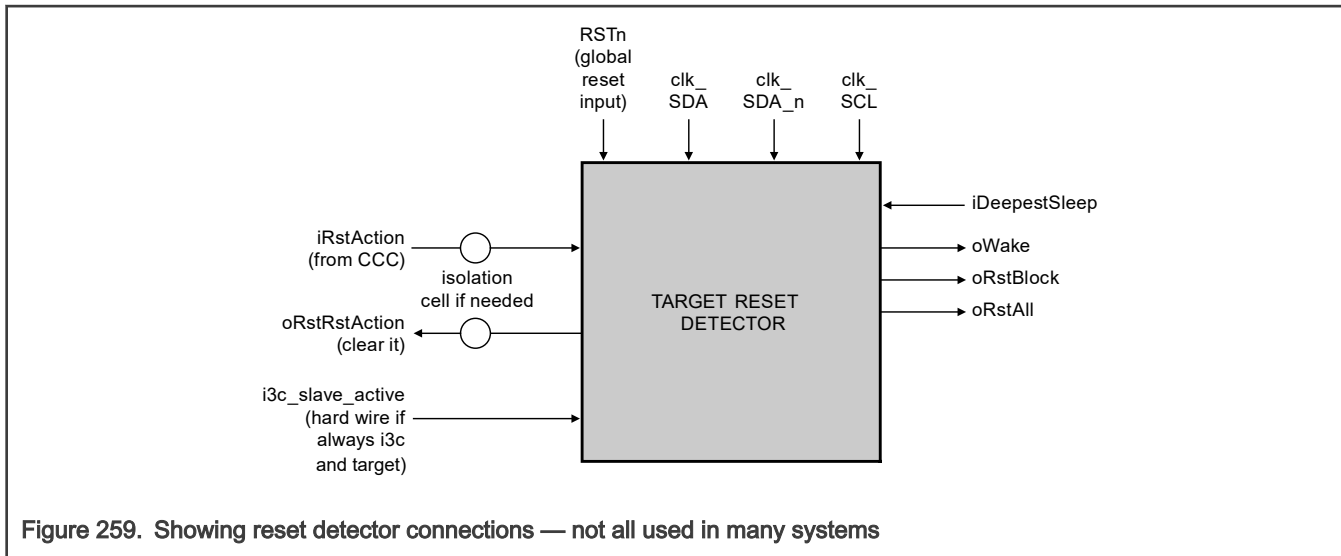 RSTn
(global
reset
input)
clk_
SDA
clk_
SDA_n
clk_
SCL
iDeepestSleep
iRstAction
(from CCC)
oWake
isolation
cell if needed
oRstBlock
TARGET RESET
DETECTOR
oRstAll
oRstRstAction
(clear it)
i3c_slave_active
(hard wire if
always i3c
and target)
Figure 259. Showing reset detector connections — not all used in many systems